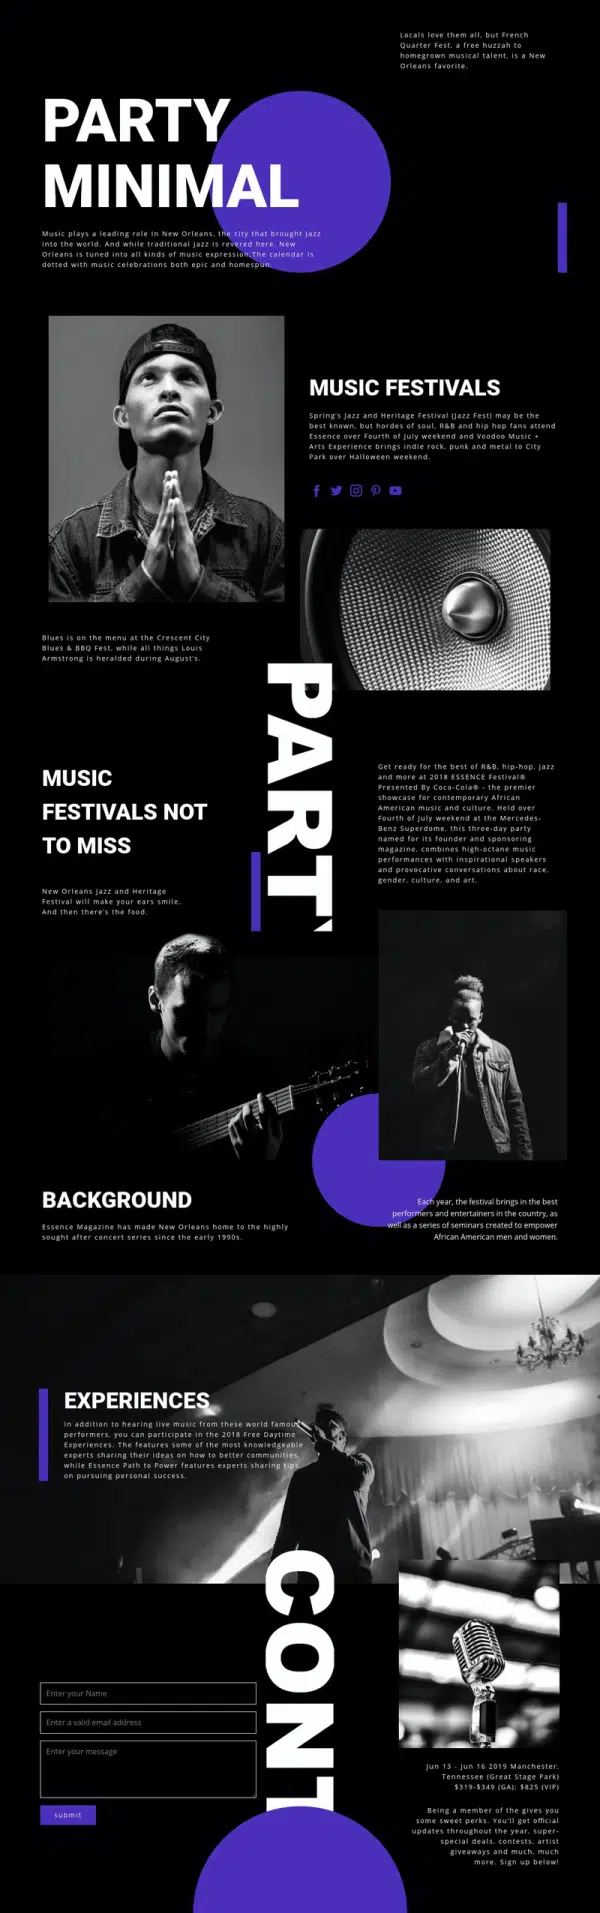 Locals love them all, but French
Quarter Fest, a free huzzah to
homegrown musical talent, is a New
Orleans favorite.
PARTY
MINIMAL
Music plays a leading role in New Orleans, the city that brought jazz
into the world. And while traditional jazz is revered here, New
Orleans is tuned into all kinds of music expression.The calendar is
dotted with music celebrations both epic and homespun.
MUSIC FESTIVALS
Spring's Jazz and Heritage Festival (Jazz Fest) may be the
best known, but hordes of soul, R&B and hip hop fans attend
Essence over Fourth of July weekend and Voodoo Music +
Arts Experience brings indie rock, punk and metal to City
Park over Halloween weekend.
Blues is on the menu at the Crescent City
Blues & BBQ Fest, while all things Louis
Armstrong is heralded during August's.
PART
MUSIC
FESTIVALS NOT
TO MISS
New Orleans Jazz and Heritage
Festival will make your ears smile.
And then there's the food.
Get ready for the best of R&B, hip-hop, jazz
and more at 2018 ESSENCE Festival®
Presented By Coca-Cola® - the premier
showcase for contemporary African
American music and culture. Held over
Fourth of July weekend at the Mercedes-
Benz Superdome, this three-day party
named for its founder and sponsoring
magazine, combines high-octane music
performances with inspirational speakers
and provocative conversations about race,
gender, culture, and art.
BACKGROUND
Essence Magazine has made New Orleans home to the highly
sought after concert series since the early 1990s.
Each year, the festival brings in the best
performers and entertainers in the country, as
well as a series of seminars created to empower
African American men and women.
EXPERIENCES
In addition to hearing live music from these world famous
performers, you can participate in the 2018 Free Daytime
Experiences. The features some of the most knowledgeable
experts sharing their ideas on how to better communities,
while Essence Path to Power features experts sharing tips
on pursuing personal success.
CONT
Enter your Name
Enter a valid email address
Enter your message
submit
Jun 13 - Jun 16 2019 Manchester,
Tennessee (Great Stage Park)
$319-$349 (GA); $825 (VIP)
Being a member of the gives you
some sweet perks. You'll get official
updates throughout the year, super-
special deals, contests, artist
giveaways and much, much
more. Sign up below!